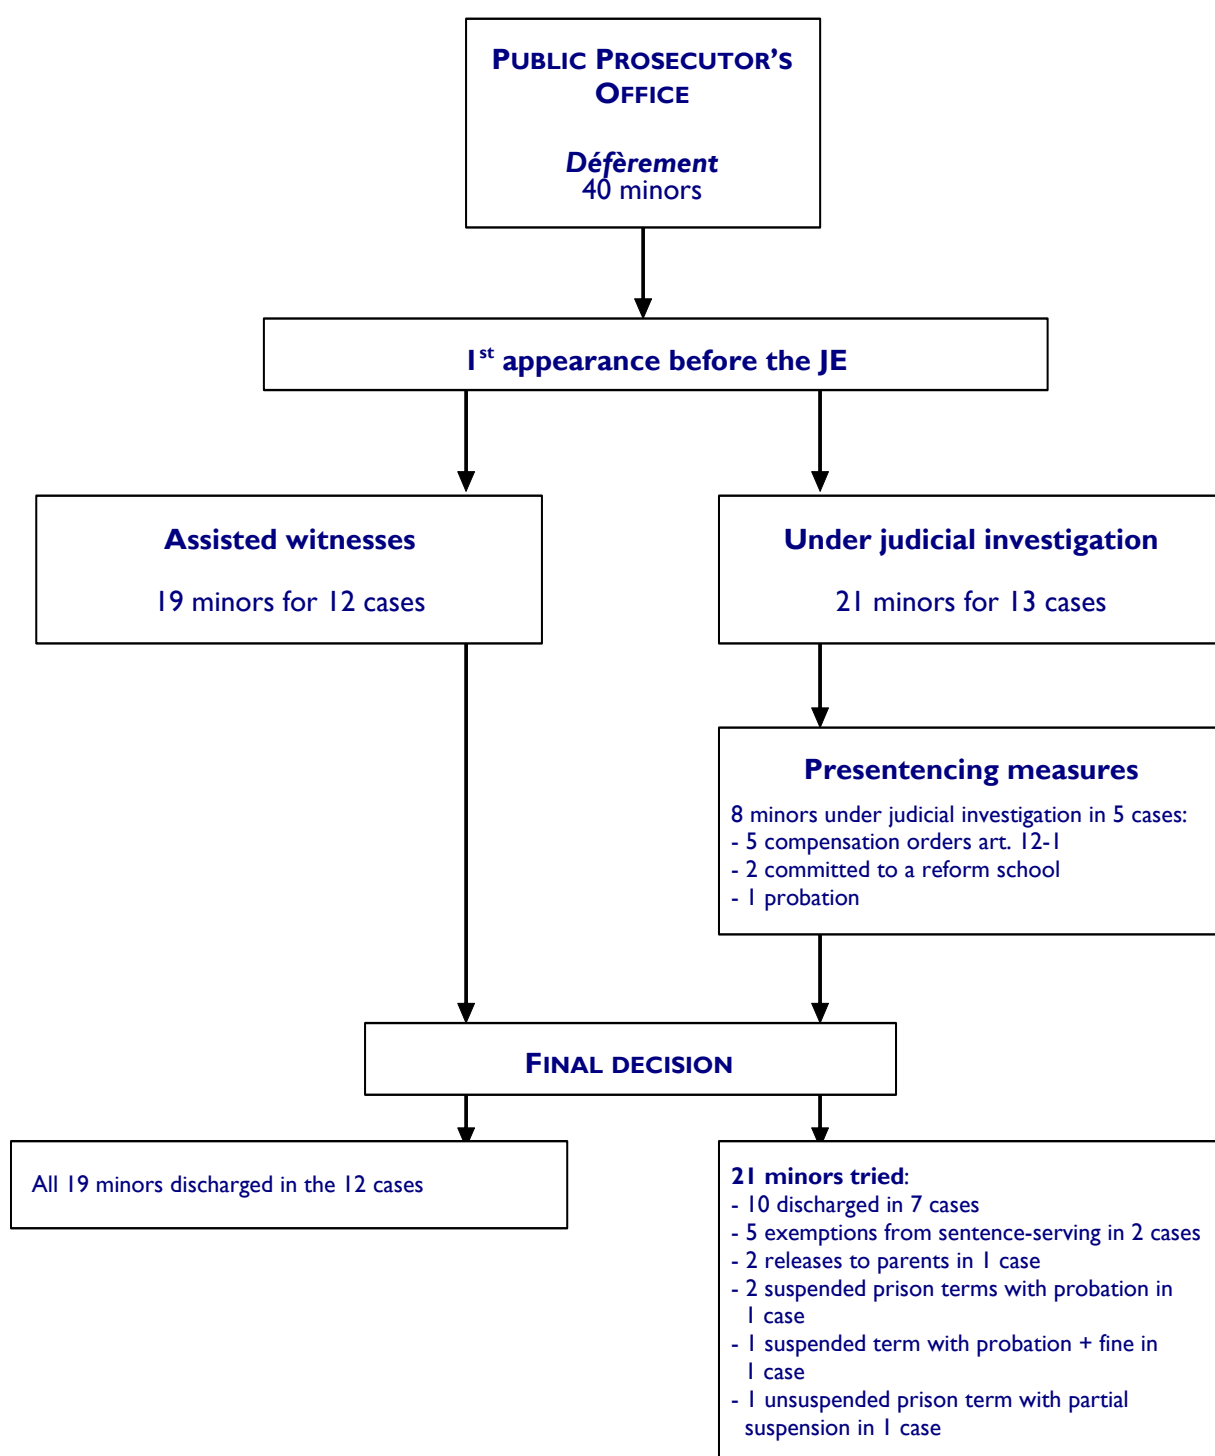 PUBLIC PROSECUTOR'S
OFFICE
Défèrement
40 minors
1st appearance before the JE
Assisted witnesses
19 minors for 12 cases
Under judicial investigation
21 minors for 13 cases
Presentencing measures
8 minors under judicial investigation in 5 cases:
- 5 compensation orders art. 12-1
- 2 committed to a reform school
- 1 probation
FINAL DECISION
All 19 minors discharged in the 12 cases
21 minors tried:
- 10 discharged in 7 cases
- 5 exemptions from sentence-serving in 2 cases
- 2 releases to parents in 1 case
- 2 suspended prison terms with probation in
1 case
- 1 suspended term with probation + fine in
1 case
- 1 unsuspended prison term with partial
suspension in 1 case